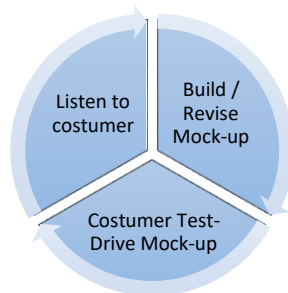 Listen to
costumer
Build /
Revise
Mock-up
Costumer Test-
Drive Mock-up